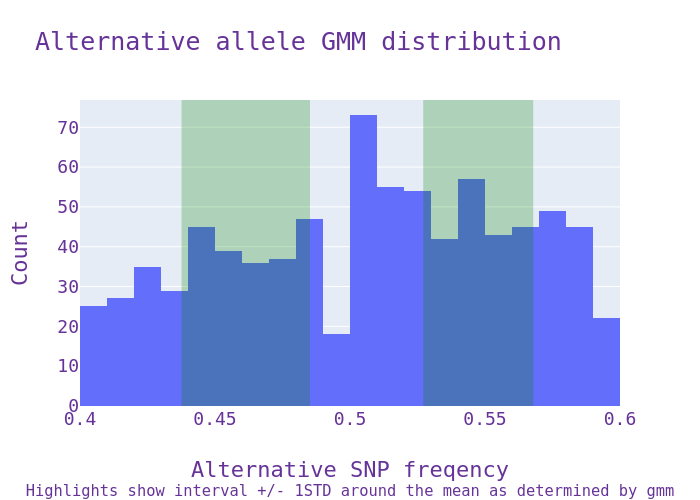 Alternative allele GMM distribution
70
60
50
40
30
20
10
0
Count
0.4 0.45 0.5 0.55 0.6
Alternative SNP freqency
Highlights show interval +/- 1STD around the mean as determined by gmm